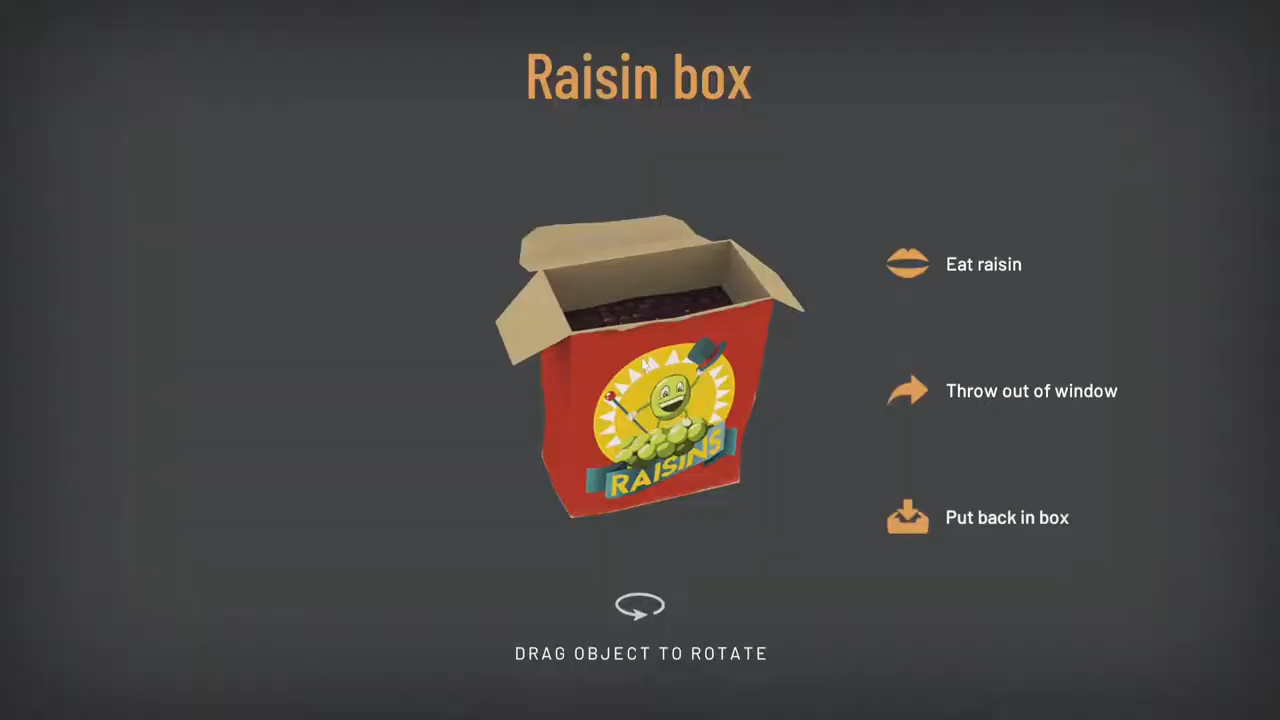 Raisin box
Eat raisin
Throw out of window
RAISINS
Put back in box
DRAG OBJECT TO ROTATE